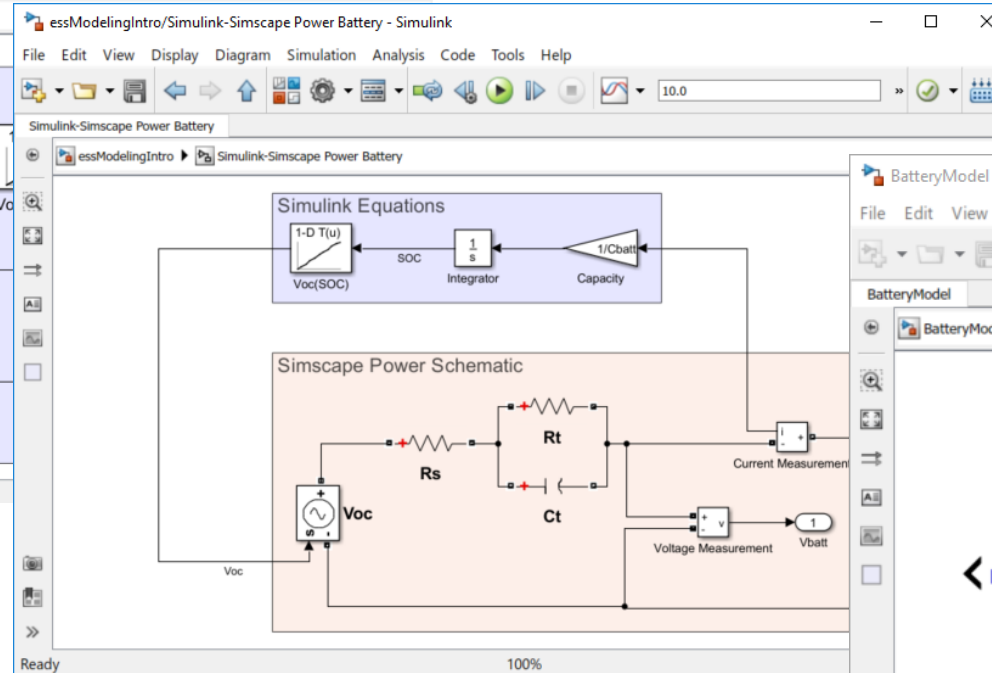 essModelingIntro/Simulink-Simscape Power Battery - Simulink
File Edit View Display Diagram Simulation Analysis Code Tools Help
10.0 »
Simulink-Simscape Power Battery
essModelingIntro Simulink-Simscape Power Battery
Simulink Equations
1-D T(u)
Voc(SOC)
SOC
1
s
Integrator
1/Cbatt
Capacity
Simscape Power Schematic
Rt
Rs
Ct
Voc
S
Voc
i
+
-
Current Measurement
+
-
v
Voltage Measurement
1
Vbatt
Ready 100%
BatteryModel
File Edit View
BatteryModel